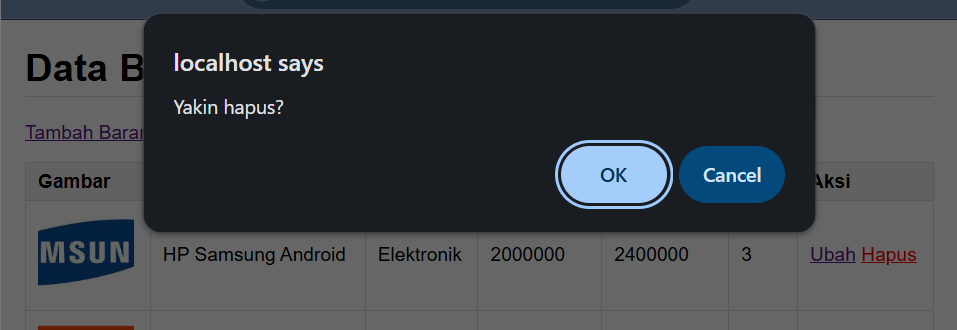 localhost says
Yakin hapus?
OK Cancel
Data B
Tambah Baran
Gambar Aksi
MSUN HP Samsung Android Elektronik 2000000 2400000 3 Ubah Hapus